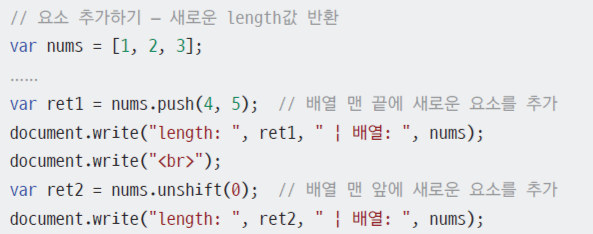 // 요소 추가하기 – 새로운 length값 반환
var nums = [1, 2, 3];
……
var ret1 = nums.push(4, 5);  // 배열 맨 끝에 새로운 요소를 추가
document.write("length: ", ret1, " ¦ 배열: ", nums);
document.write("<br>");
var ret2 = nums.unshift(0);  // 배열 맨 앞에 새로운 요소를 추가
document.write("length: ", ret2, " ¦ 배열: ", nums);